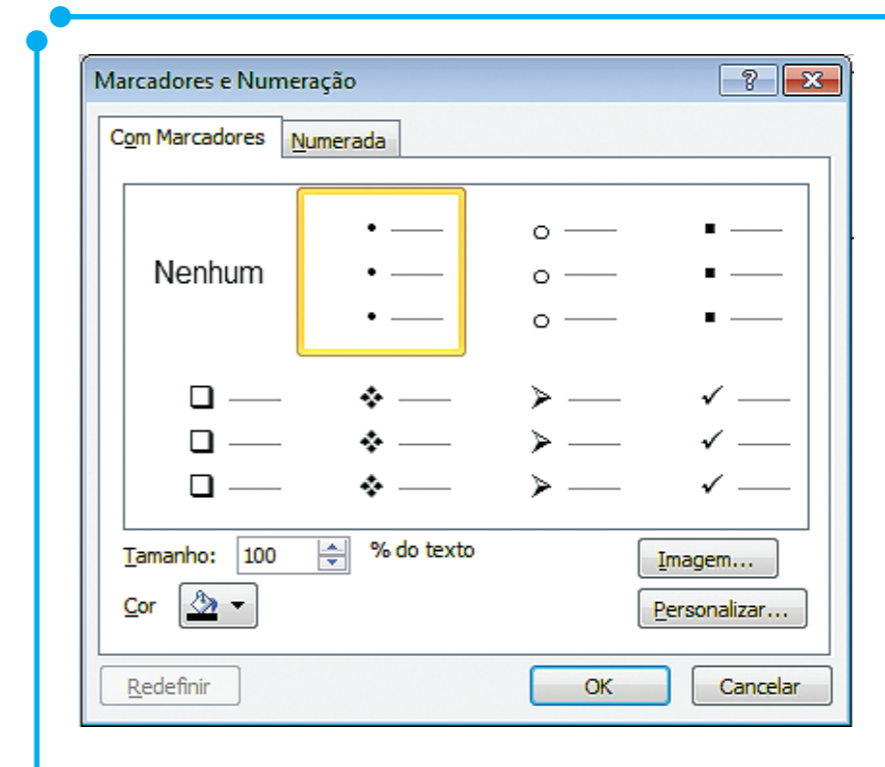 Marcadores e Numeração
Com Marcadores Numerada
Nenhum
Tamanho: 100 % do texto Imagem...
Cor Personalizar...
Redefinir OK Cancelar